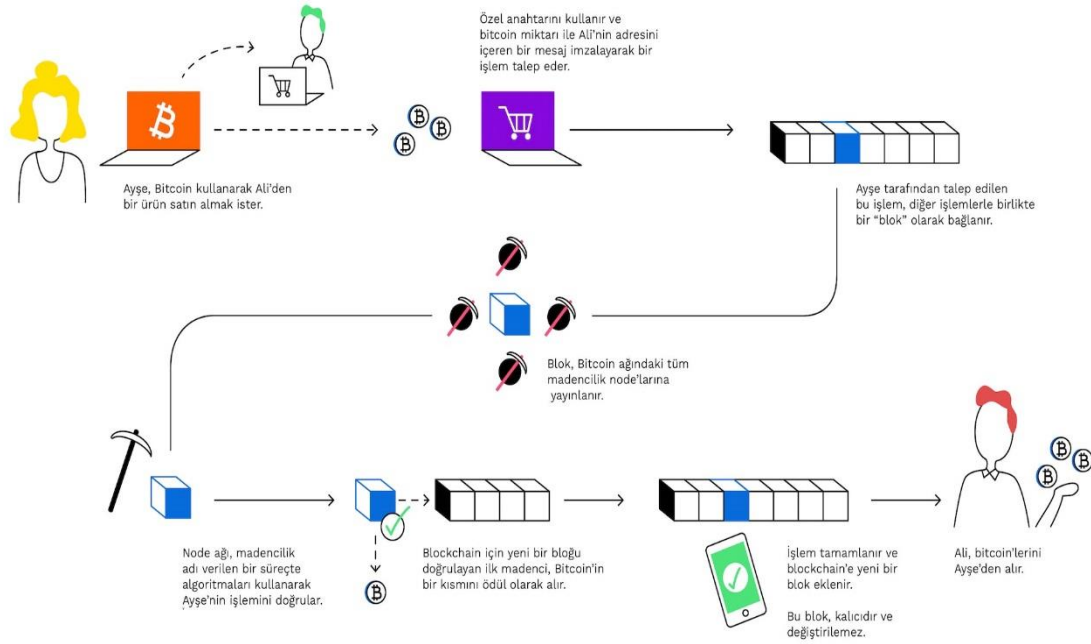 Ayşe, Bitcoin kullanarak Ali'den
bir ürün satın almak ister.
Özel anahtarını kullanır ve
bitcoin miktarı ile Ali'nin adresini
içeren bir mesaj imzalayarak bir
işlem talep eder.
Ayşe tarafından talep edilen
bu işlem, diğer işlemlerle birlikte
bir “blok” olarak bağlanır.
Blok, Bitcoin ağındaki tüm
madencilik node'larına
yayınlanır.
Node ağı, madencilik
adı verilen bir süreçte
algoritmaları kullanarak
Ayşe'nin işlemini doğrular.
Blockchain için yeni bir bloğu
doğrulayan ilk madenci, Bitcoin'in
bir kısmını ödül olarak alır.
İşlem tamamlanır ve
blockchain'e yeni bir
blok eklenir.
Bu blok, kalıcıdır ve
değiştirilemez.
Ali, bitcoin'lerini
Ayşe'den alır.